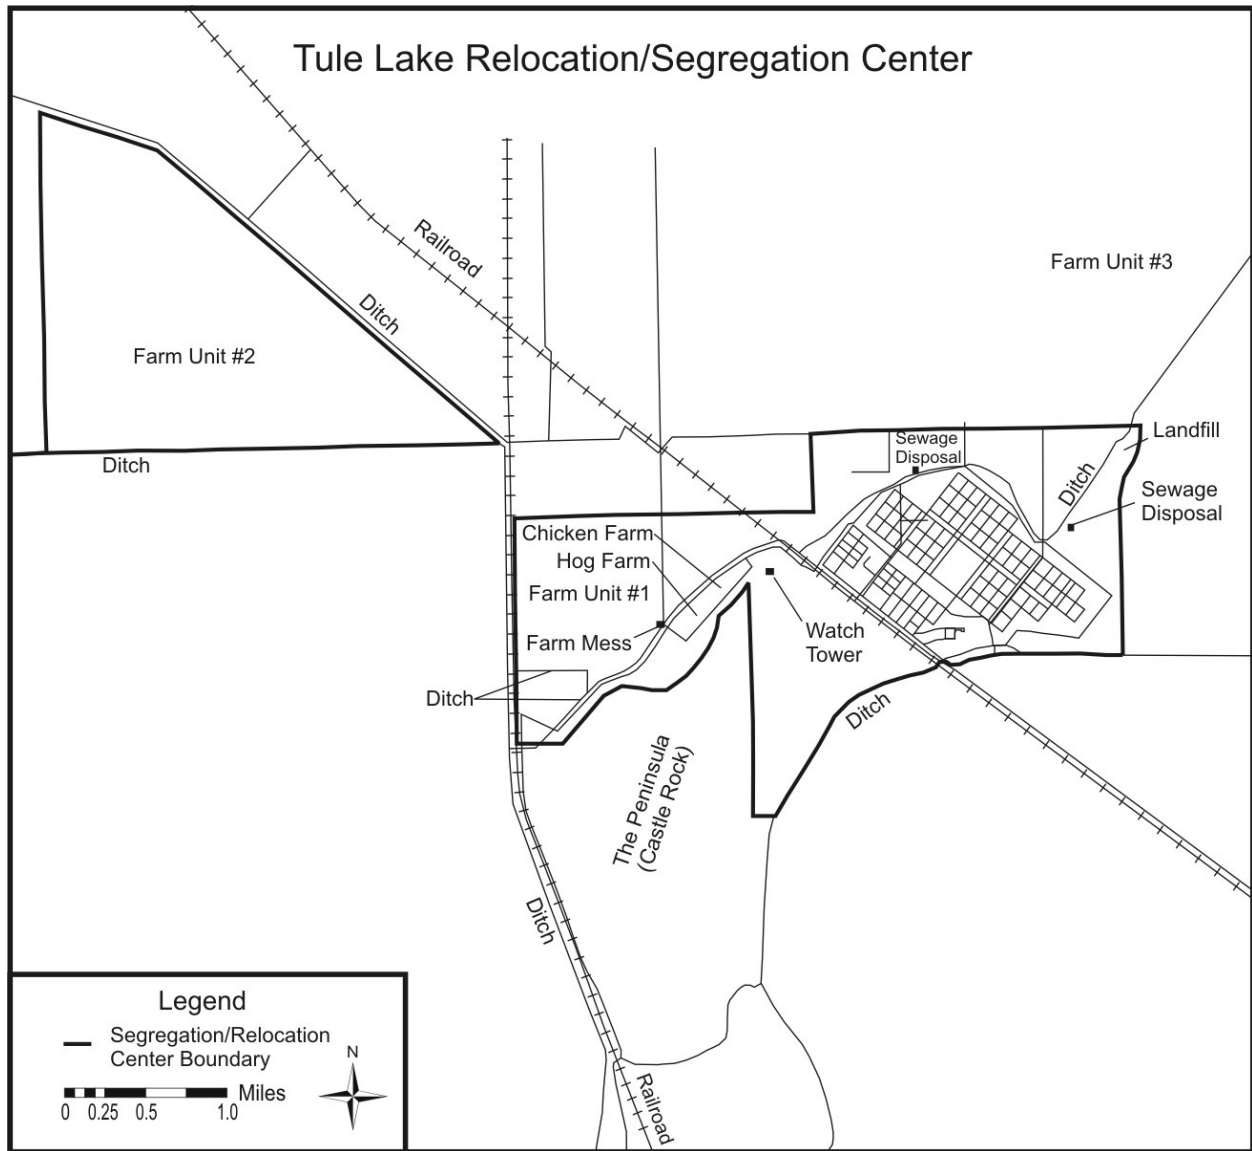 Tule Lake Relocation/Segregation Center
Railroad
Farm Unit #3
Ditch
Farm Unit #2
Ditch
Landfill
Sewage
Disposal
Ditch
Sewage
Disposal
Chicken Farm
Hog Farm
Farm Unit #1
Farm Mess
Watch
Tower
Ditch
Ditch
The Peninsula
(Castle Rock)
Ditch
Railroad
Legend
Segregation/Relocation
Center Boundary
N
Miles
0 0.25 0.5 1.0